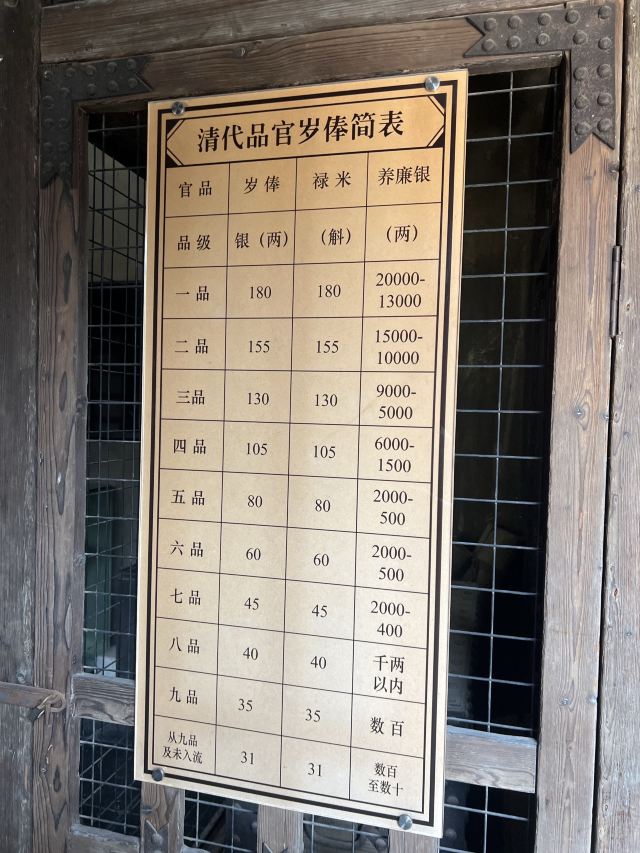 清代品官岁俸简表
官品 岁俸 禄米 养廉银
品级 银（两） （斛） （两）
一品 180 180 20000-
13000
二品 155 155 15000-
10000
三品 130 130 9000-
5000
四品 105 105 6000-
1500
五品 80 80 2000-
500
六品 60 60 2000-
500
七品 45 45 2000-
400
八品 40 40 千两
以内
九品 35 35 数百
从九品
及未入流 31 31 数百
至数十